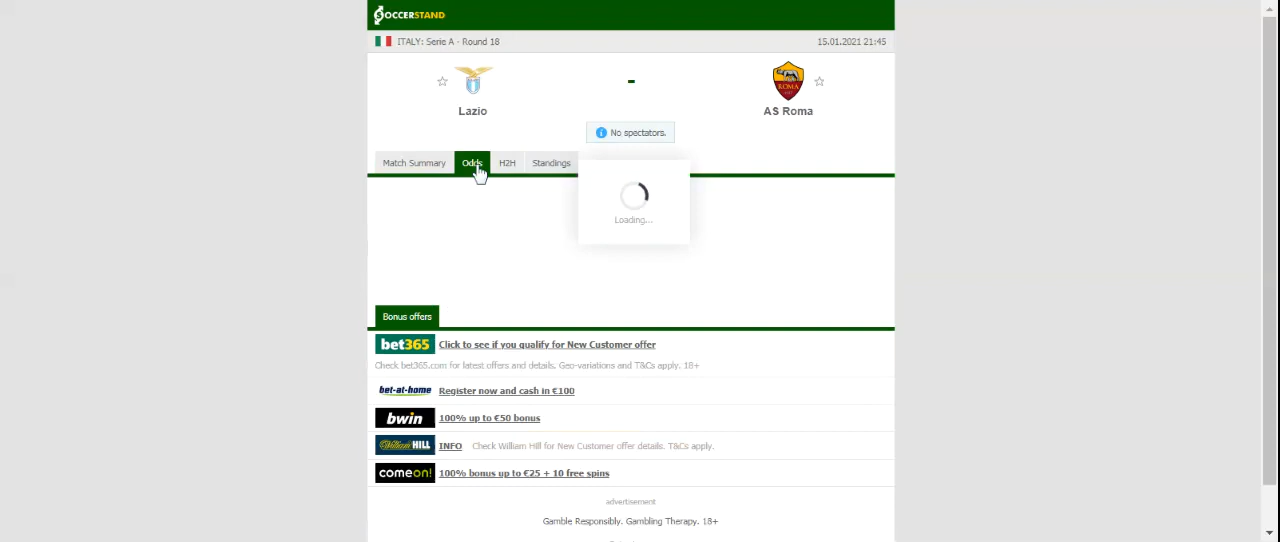 SOCCERSTAND
ITALY: Serie A - Round 18 15.01.2021 21:45
-
ROMA
Lazio AS Roma
No spectators.
Match Summary Odds H2H Standings
Loading...
Bonus offers
bet365 Click to see if you qualify for New Customer offer
Check bet365.com for latest offers and details. Geo-variations and T&Cs apply. 18+
bet-at-home Register now and cash in €100
bwin 100% up to €50 bonus
William HILL INFO Check William Hill for New Customer offer details. T&Cs apply.
comeon! 100% bonus up to €25 + 10 free spins
advertisement
Gamble Responsibly. Gambling Therapy. 18+